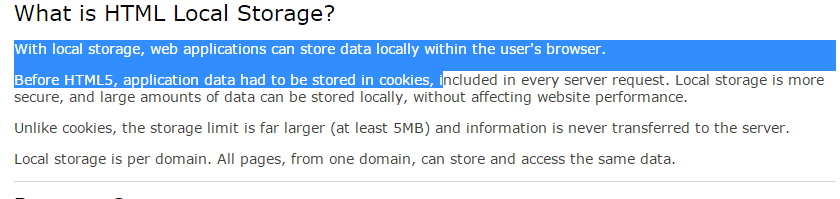 What is HTML Local Storage?
With local storage, web applications can store data locally within the user's browser.
Before HTML5, application data had to be stored in cookies, included in every server request. Local storage is more
secure, and large amounts of data can be stored locally, without affecting website performance.
Unlike cookies, the storage limit is far larger (at least 5MB) and information is never transferred to the server.
Local storage is per domain. All pages, from one domain, can store and access the same data.